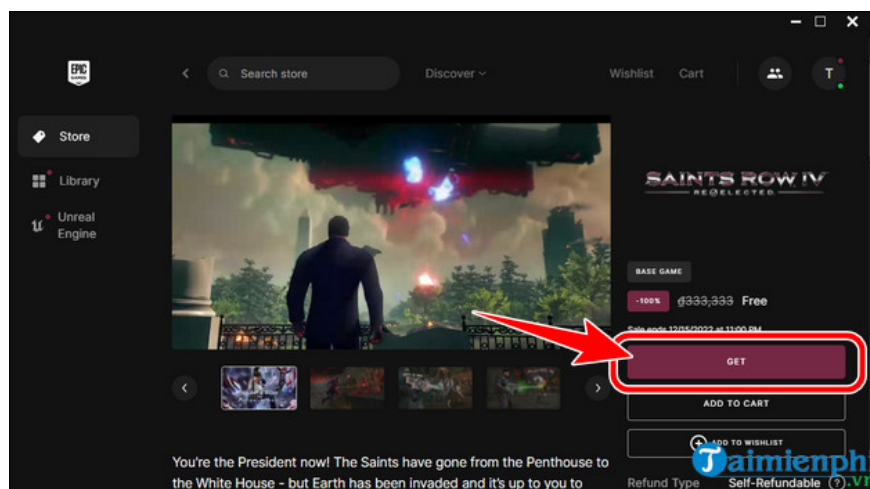 EPIC
GAMES
Search store
Discover
Wishlist
Cart
T
Store
Library
Unreal
Engine
SAINTS ROW IV
RE-ELECTED
BASE GAME
-100%
₫333,333
Free
Sale ends 12/15/2022 at 11:00 PM
GET
ADD TO CART
ADD TO WISHLIST
You're the President now! The Saints have gone from the Penthouse to
the White House - but Earth has been invaded and it's up to you to
Refund Type
Self-Refundable
Taimienphi
.vn